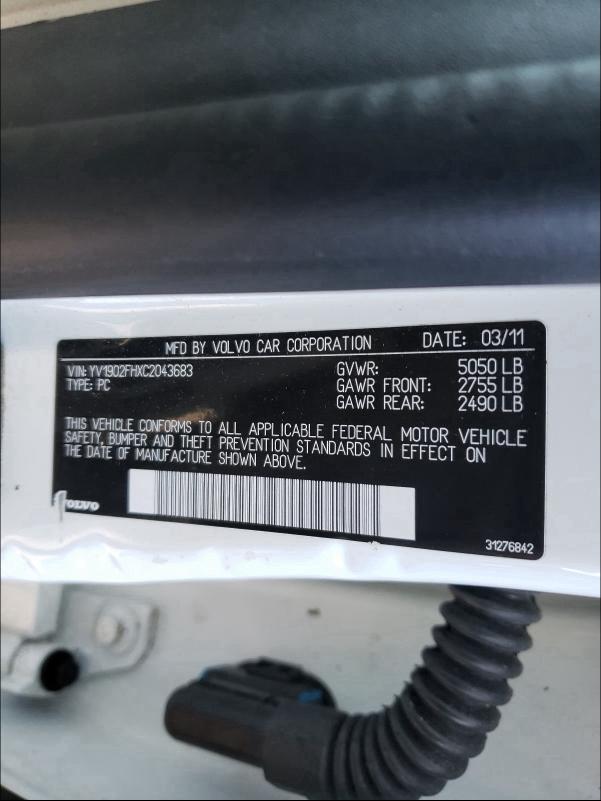 MFD BY VOLVO CAR CORPORATION DATE: 03/11
VIN: YV1902FHXC2043683 GVWR: 5050 LB
TYPE: PC GAWR FRONT: 2755 LB
GAWR REAR: 2490 LB
THIS VEHICLE CONFORMS TO ALL APPLICABLE FEDERAL MOTOR VEHICLE
SAFETY, BUMPER AND THEFT PREVENTION STANDARDS IN EFFECT ON
THE DATE OF MANUFACTURE SHOWN ABOVE.
VOLVO
31276842